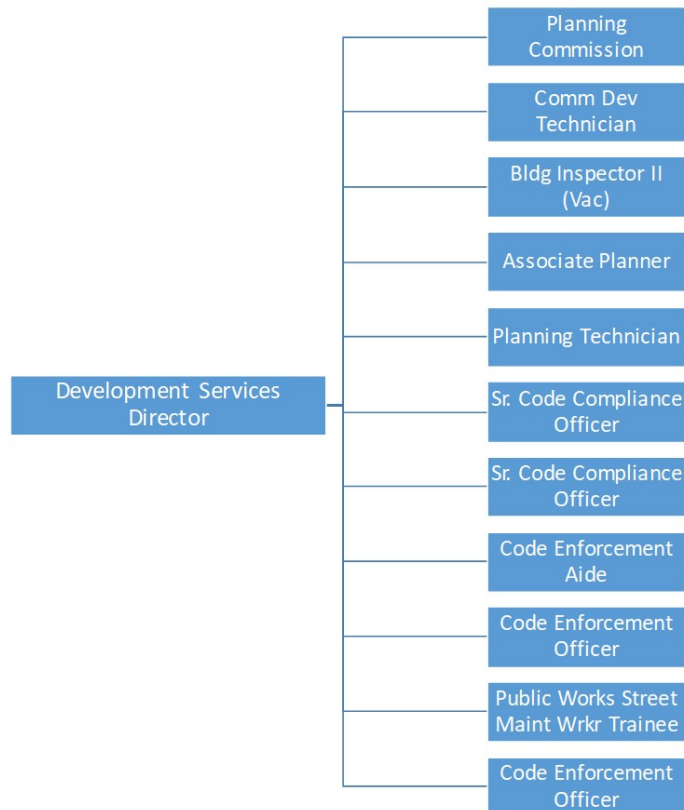 Planning
Commission
Comm Dev
Technician
Bldg Inspector II
(Vac)
Associate Planner
Planning Technician
Development Services
Director
Sr. Code Compliance
Officer
Sr. Code Compliance
Officer
Code Enforcement
Aide
Code Enforcement
Officer
Public Works Street
Maint Wrkr Trainee
Code Enforcement
Officer